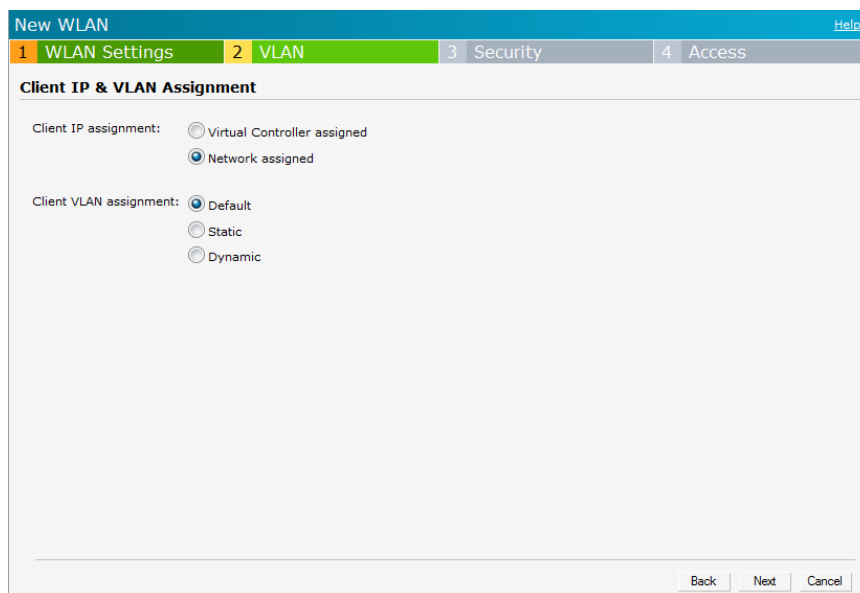 New WLAN
Help
1 WLAN Settings 2 VLAN 3 Security 4 Access
Client IP & VLAN Assignment
Client IP assignment:
Virtual Controller assigned
Network assigned
Client VLAN assignment:
Default
Static
Dynamic
Back Next Cancel